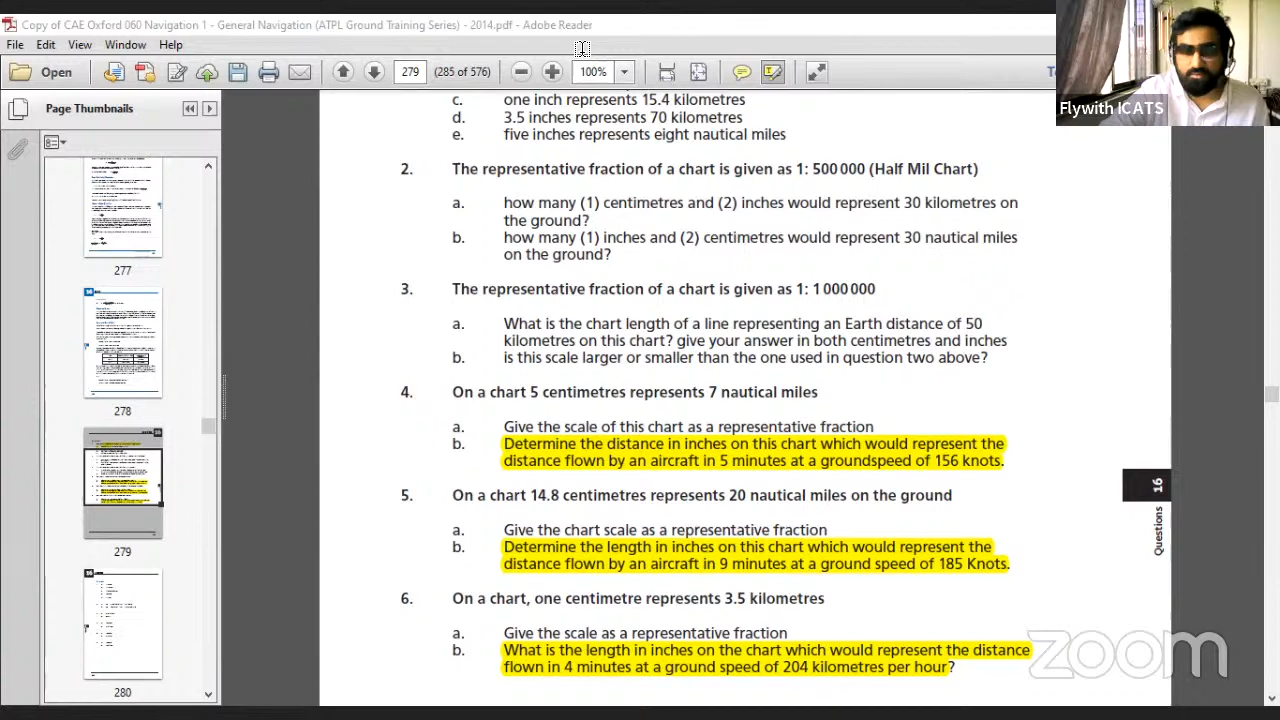 Copy of CAE Oxford 060 Navigation 1 - General Navigation (ATPL Ground Training Series) - 2014.pdf - Adobe Reader
File Edit View Window Help
Open 279 (285 of 576) 100%
Page Thumbnails
Flywith ICATS
c. one inch represents 15.4 kilometres
d. 3.5 inches represents 70 kilometres
e. five inches represents eight nautical miles
2. The representative fraction of a chart is given as 1: 500 000 (Half Mil Chart)
a. how many (1) centimetres and (2) inches would represent 30 kilometres on
the ground?
b. how many (1) inches and (2) centimetres would represent 30 nautical miles
on the ground?
3. The representative fraction of a chart is given as 1: 1 000 000
a. What is the chart length of a line representing an Earth distance of 50
kilometres on this chart? give your answer in both centimetres and inches
b. is this scale larger or smaller than the one used in question two above?
4. On a chart 5 centimetres represents 7 nautical miles
a. Give the scale of this chart as a representative fraction
b. Determine the distance in inches on this chart which would represent the
distance flown by an aircraft in 5 minutes at a groundspeed of 156 knots.
5. On a chart 14.8 centimetres represents 20 nautical miles on the ground
a. Give the chart scale as a representative fraction
b. Determine the length in inches on this chart which would represent the
distance flown by an aircraft in 9 minutes at a ground speed of 185 Knots.
6. On a chart, one centimetre represents 3.5 kilometres
a. Give the scale as a representative fraction
b. What is the length in inches on the chart which would represent the distance
flown in 4 minutes at a ground speed of 204 kilometres per hour?
277
278
279
280
16
Questions
zoom